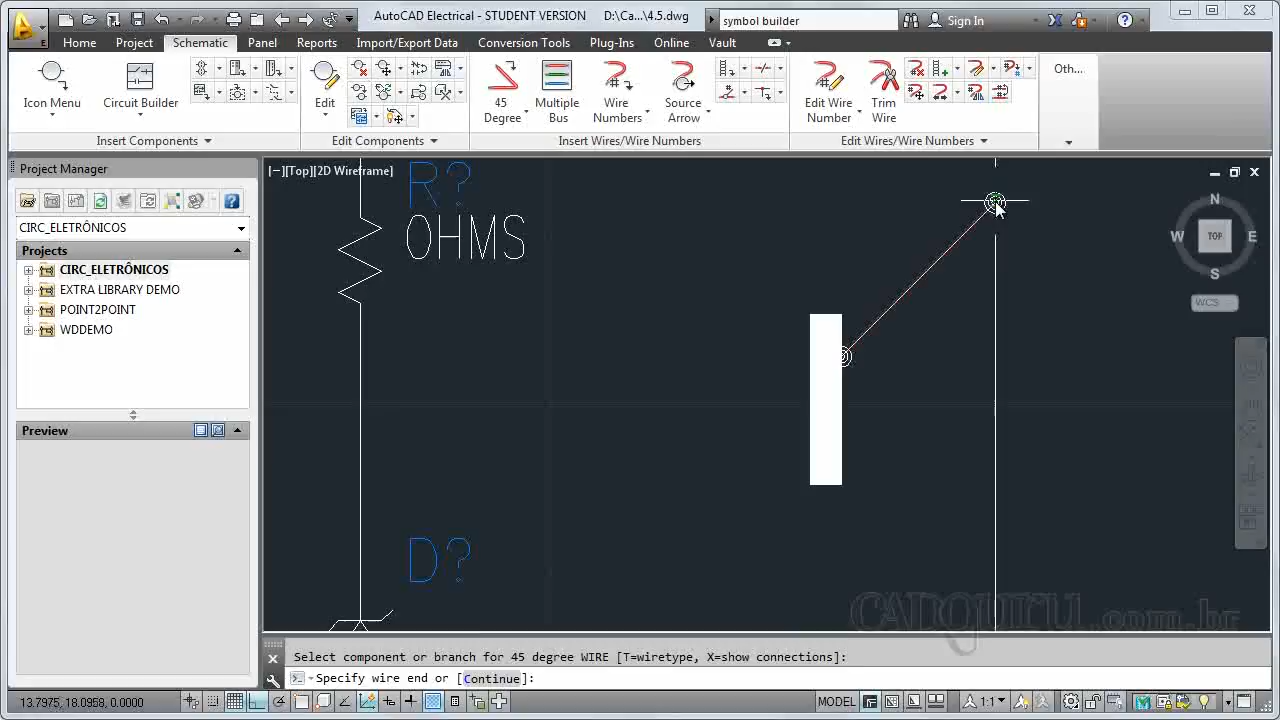 AutoCAD Electrical - STUDENT VERSION D:\Ca...\4.5.dwg symbol builder Sign In
E
Home Project Schematic Panel Reports Import/Export Data Conversion Tools Plug-Ins Online Vault
Icon Menu Circuit Builder Edit 45 Degree Multiple Bus Wire Numbers Source Arrow Edit Wire Number Trim Wire Oth...
Insert Components Edit Components Insert Wires/Wire Numbers Edit Wires/Wire Numbers
Project Manager
CIRC_ELETRÔNICOS
Projects
CIRC_ELETRÔNICOS
EXTRA LIBRARY DEMO
POINT2POINT
WDDEMO
Preview
[−][Top][2D Wireframe]
R?
OHMS
D?
N
W TOP E
S
WCS
CADGURU.com.br
Select component or branch for 45 degree WIRE [T=wiretype, X=show connections]:
Specify wire end or [Continue]:
13.7975, 18.0968, 0.0000 MODEL 1:1